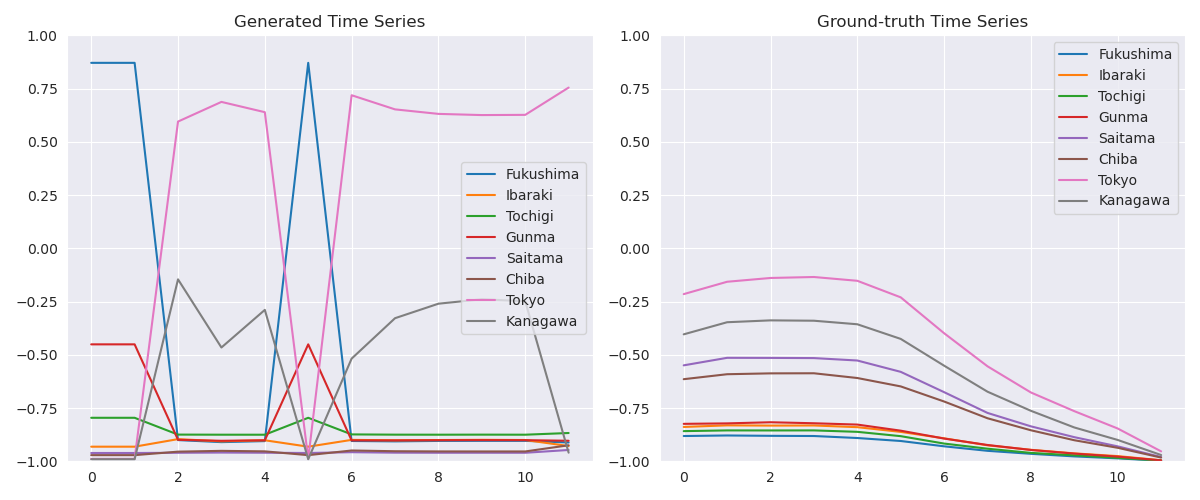 Generated Time Series
1.00
0.75
0.50
0.25
0.00
−0.25
−0.50
−0.75
−1.00
0 2 4 6 8 10
Fukushima
Ibaraki
Tochigi
Gunma
Saitama
Chiba
Tokyo
Kanagawa
Ground-truth Time Series
1.00
0.75
0.50
0.25
0.00
−0.25
−0.50
−0.75
−1.00
0 2 4 6 8 10
Fukushima
Ibaraki
Tochigi
Gunma
Saitama
Chiba
Tokyo
Kanagawa